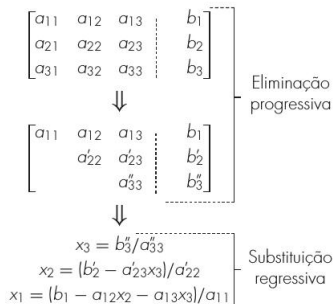 a11 a12 a13 b1
a21 a22 a23 b2
a31 a32 a33 b3
⇓
Eliminação
progressiva
a11 a12 a13 b1
a′22 a′23 b′2
a″33 b″3
⇓
x3 = b″3/a″33
x2 = (b′2 − a′23x3)/a′22
x1 = (b1 − a12x2 − a13x3)/a11
Substituição
regressiva